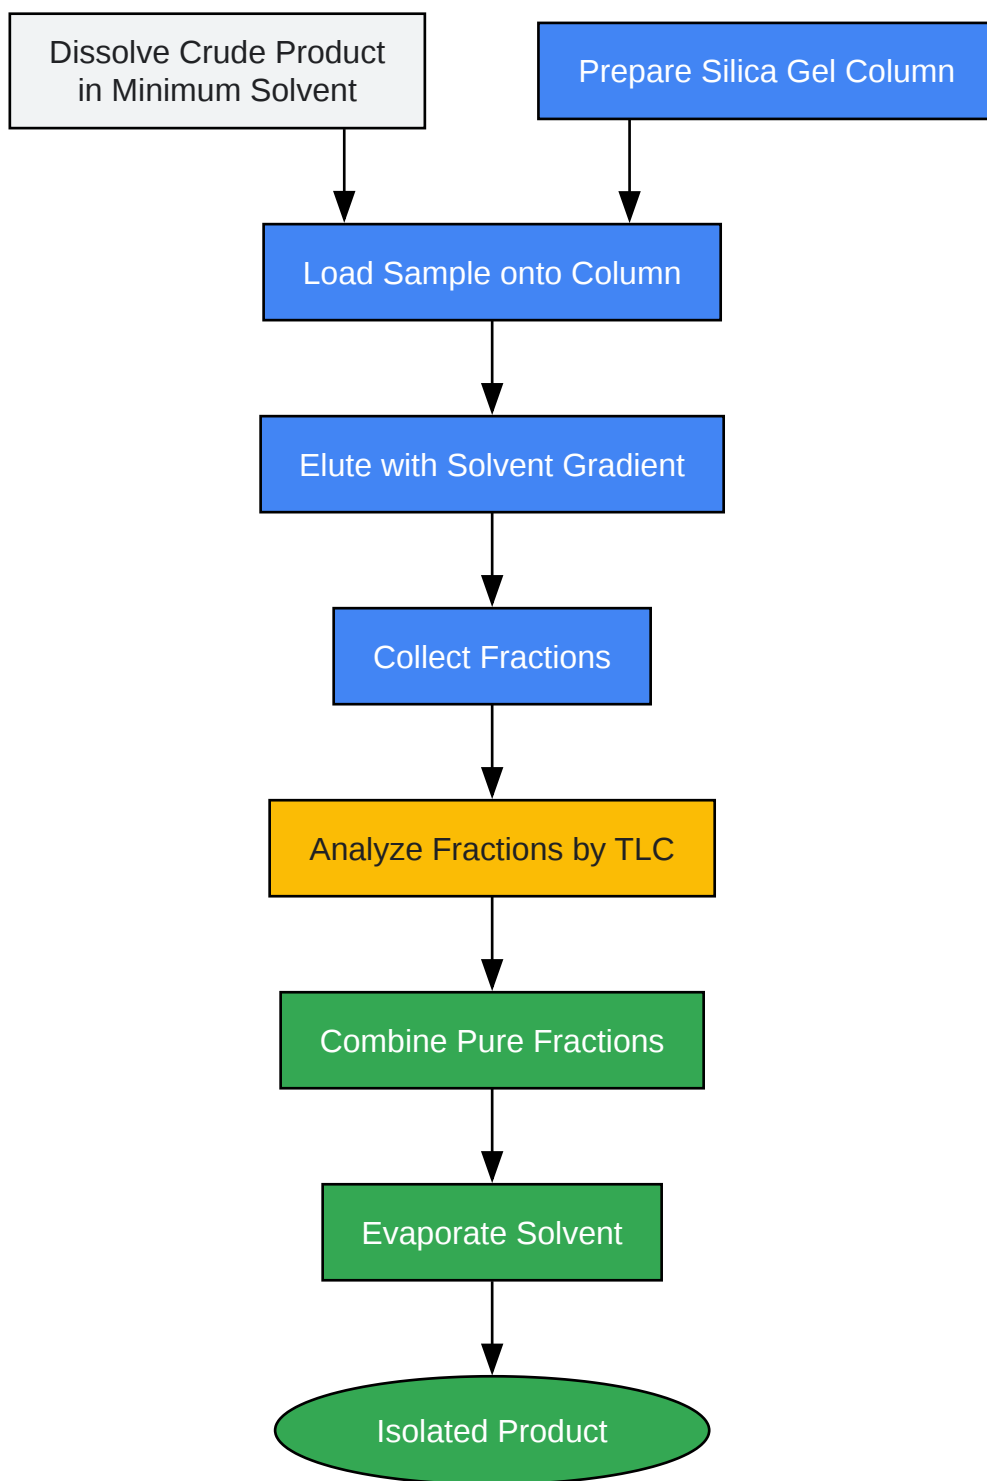 Dissolve Crude Product
in Minimum Solvent
Prepare Silica Gel Column
Load Sample onto Column
Elute with Solvent Gradient
Collect Fractions
Analyze Fractions by TLC
Combine Pure Fractions
Evaporate Solvent
Isolated Product